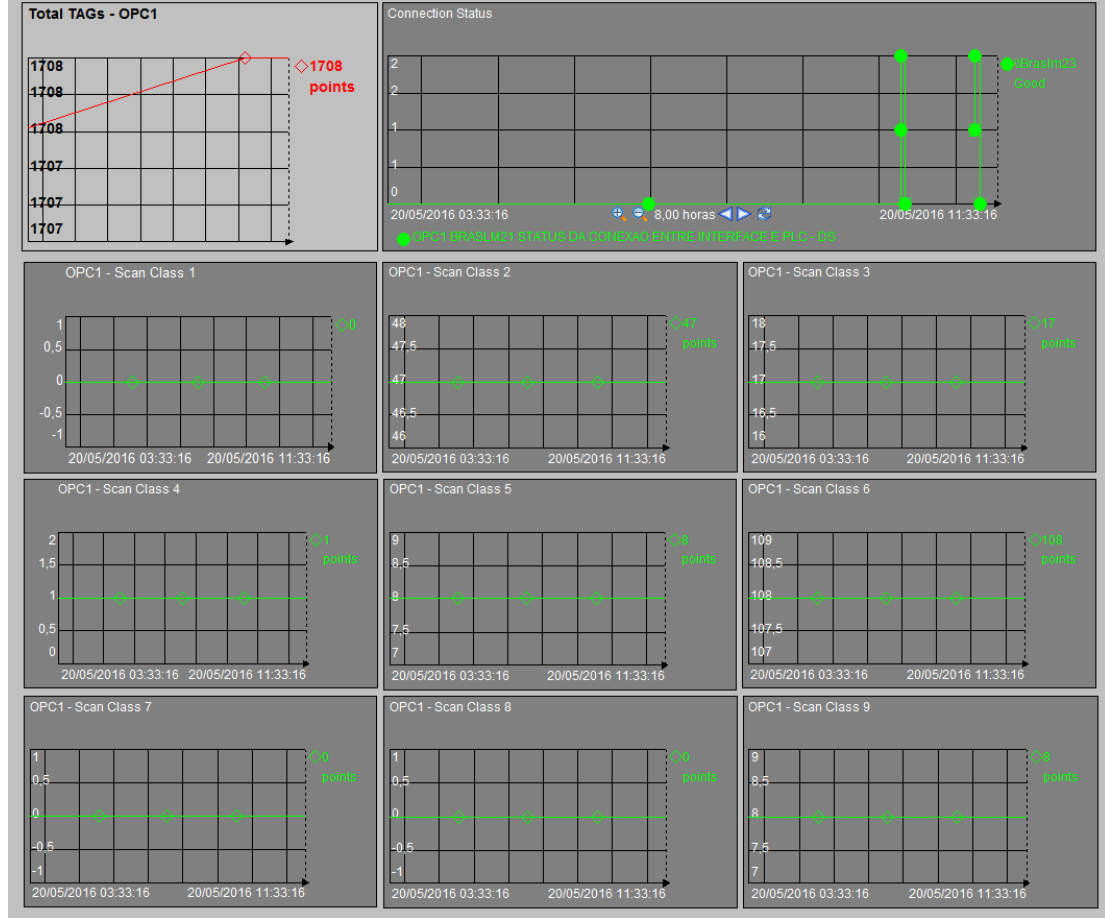 Total TAGs - OPC1
1708
1708
1708
1707
1707
1707
1708
points
Connection Status
2
2
1
1
0
\\Braslm23
Good
20/05/2016 03:33:16
8,00 horas
20/05/2016 11:33:16
OPC1 BRASLM21 STATUS DA CONEXAO ENTRE INTERFACE E PLC - DS
OPC1 - Scan Class 1
1
0,5
0
-0,5
-1
0
20/05/2016 03:33:16 20/05/2016 11:33:16
OPC1 - Scan Class 2
48
47,5
47
46,5
46
47
points
20/05/2016 03:33:16 20/05/2016 11:33:16
OPC1 - Scan Class 3
18
17,5
17
16,5
16
17
points
20/05/2016 03:33:16 20/05/2016 11:33:16
OPC1 - Scan Class 4
2
1,5
1
0,5
0
1
points
20/05/2016 03:33:16 20/05/2016 11:33:16
OPC1 - Scan Class 5
9
8,5
8
7,5
7
8
points
20/05/2016 03:33:16 20/05/2016 11:33:16
OPC1 - Scan Class 6
109
108,5
108
107,5
107
108
points
20/05/2016 03:33:16 20/05/2016 11:33:16
OPC1 - Scan Class 7
1
0,5
0
-0,5
-1
0
points
20/05/2016 03:33:16 20/05/2016 11:33:16
OPC1 - Scan Class 8
1
0,5
0
-0,5
-1
0
points
20/05/2016 03:33:16 20/05/2016 11:33:16
OPC1 - Scan Class 9
9
8,5
8
7,5
7
8
points
20/05/2016 03:33:16 20/05/2016 11:33:16